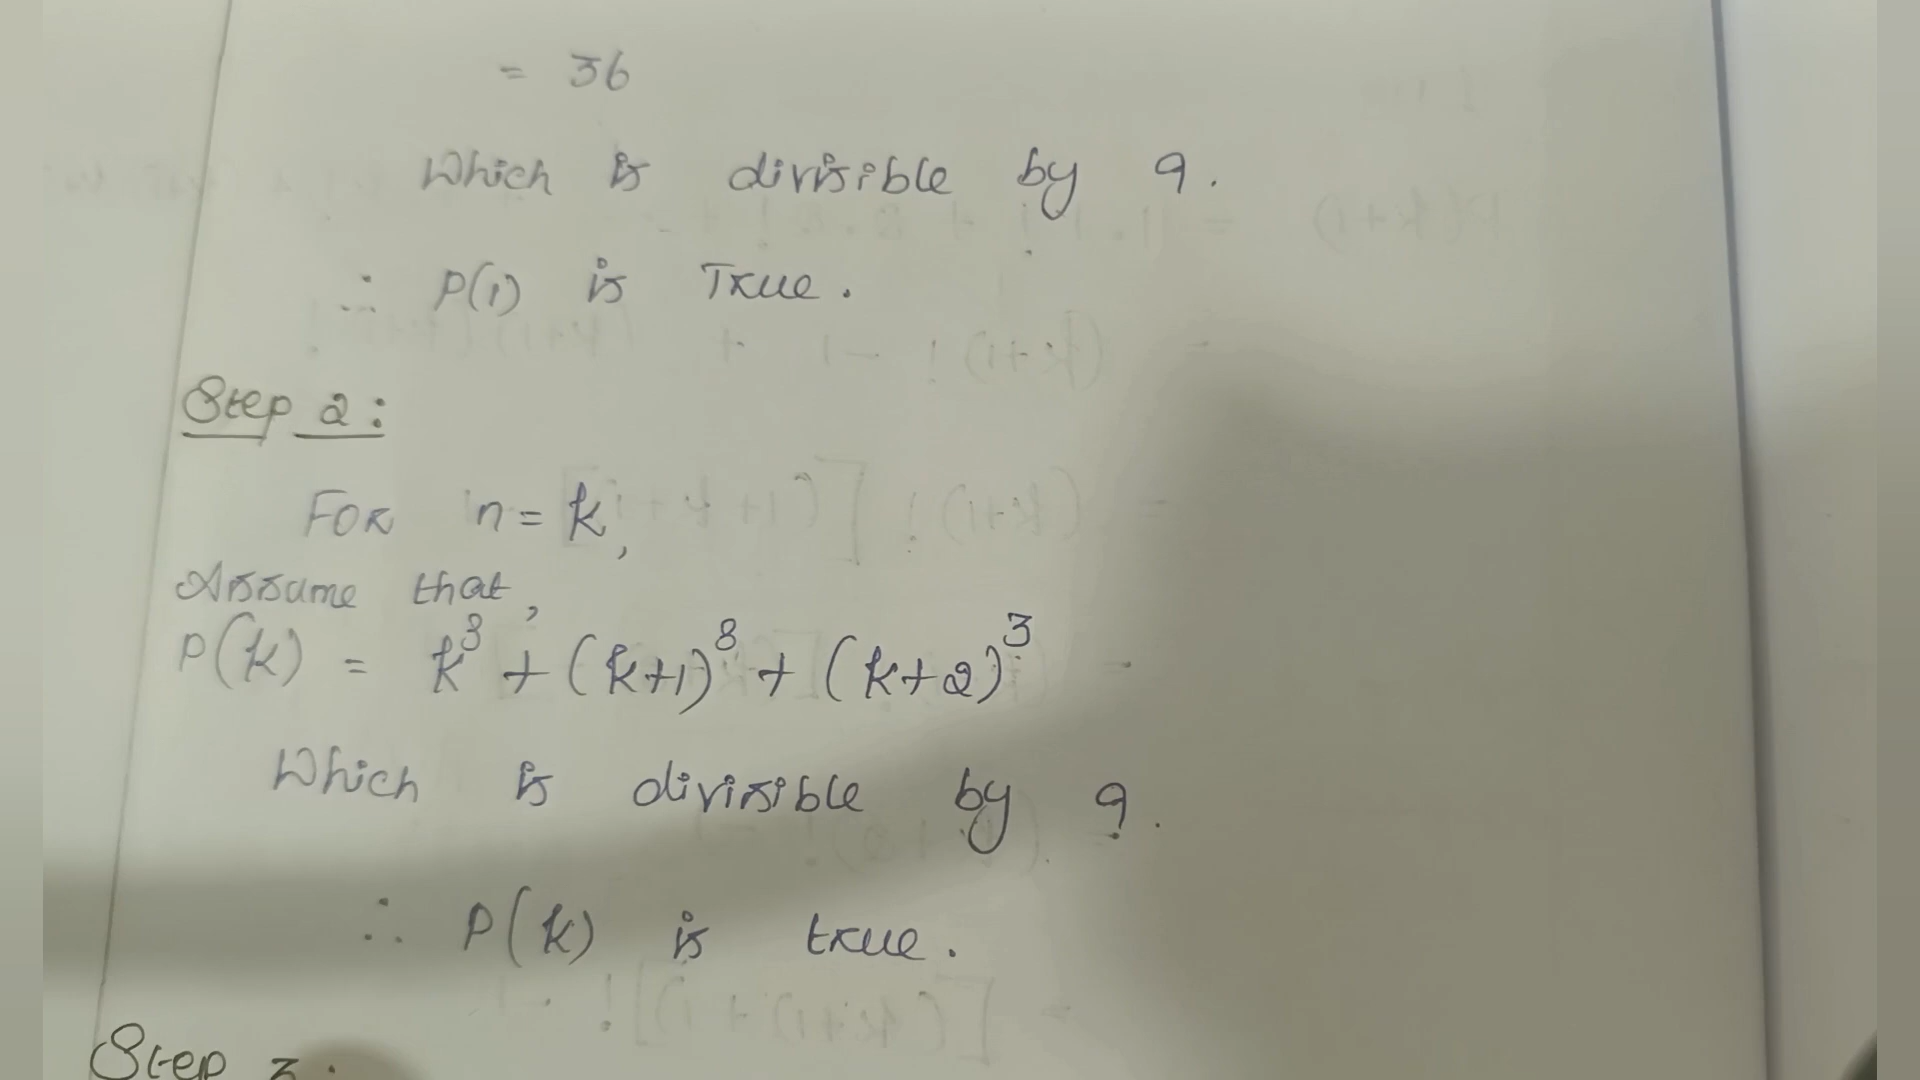 = 36
Which is divisible by 9.
∴ P(1) is True.
Step 2:
For n = k,
Assume that,
P(k) = k³ + (k+1)⁸ + (k+2)³
Which is divisible by 9.
∴ P(k) is true.
Step 3: